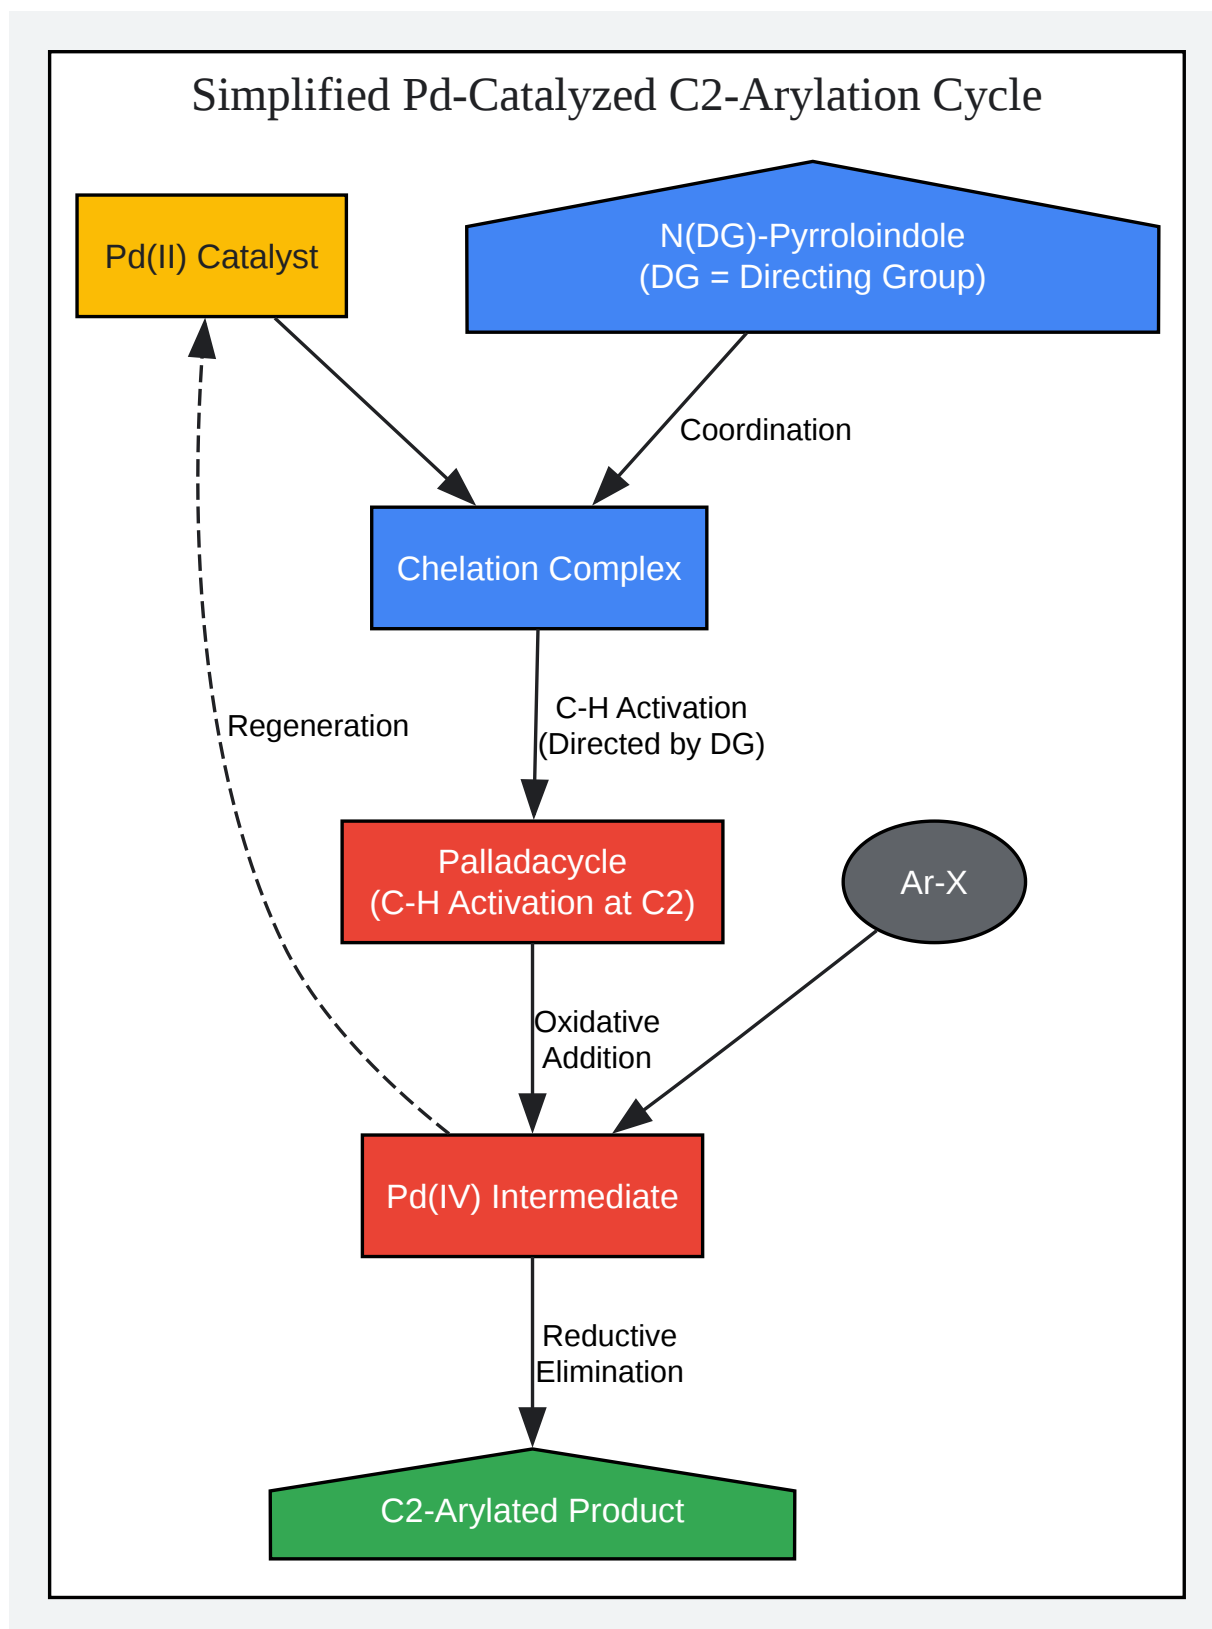 Simplified Pd-Catalyzed C2-Arylation Cycle
Pd(II) Catalyst
N(DG)-Pyrroloindole
(DG = Directing Group)
Coordination
Chelation Complex
C-H Activation
(Directed by DG)
Regeneration
Palladacycle
(C-H Activation at C2)
Ar-X
Oxidative
Addition
Pd(IV) Intermediate
Reductive
Elimination
C2-Arylated Product